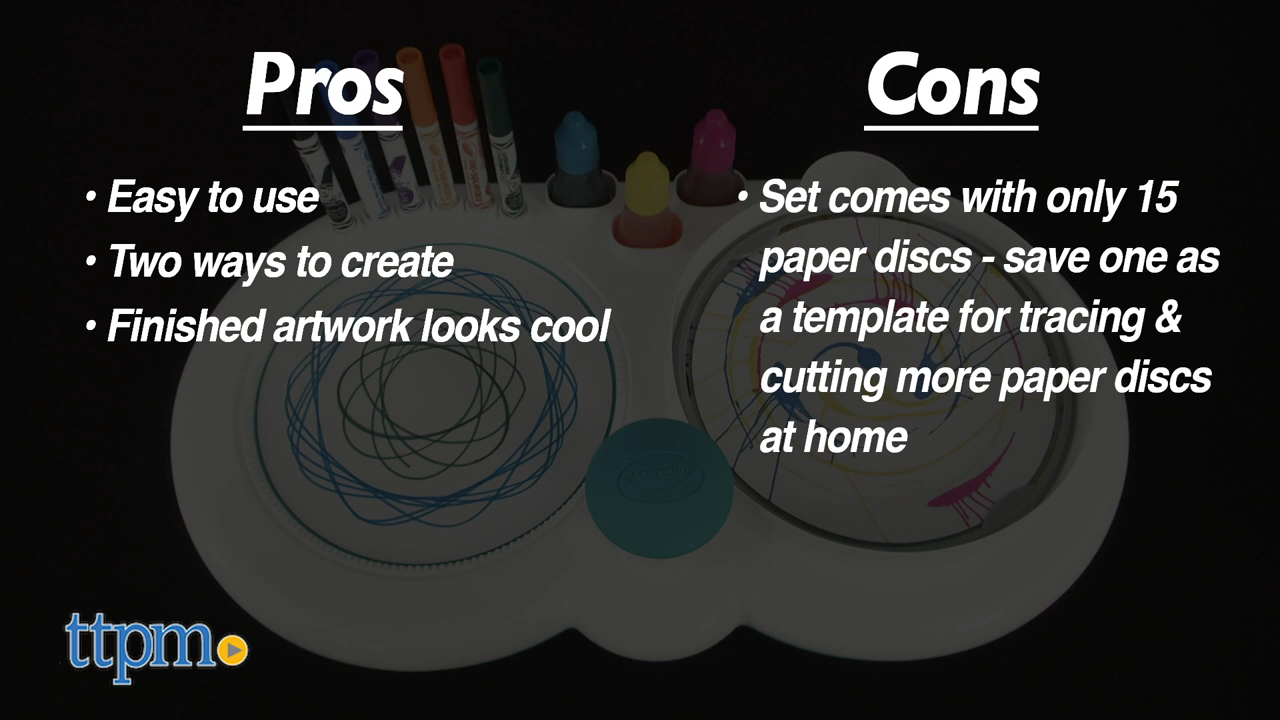 Pros
• Easy to use
• Two ways to create
• Finished artwork looks cool
Cons
• Set comes with only 15
paper discs - save one as
a template for tracing &
cutting more paper discs
at home
ttpm